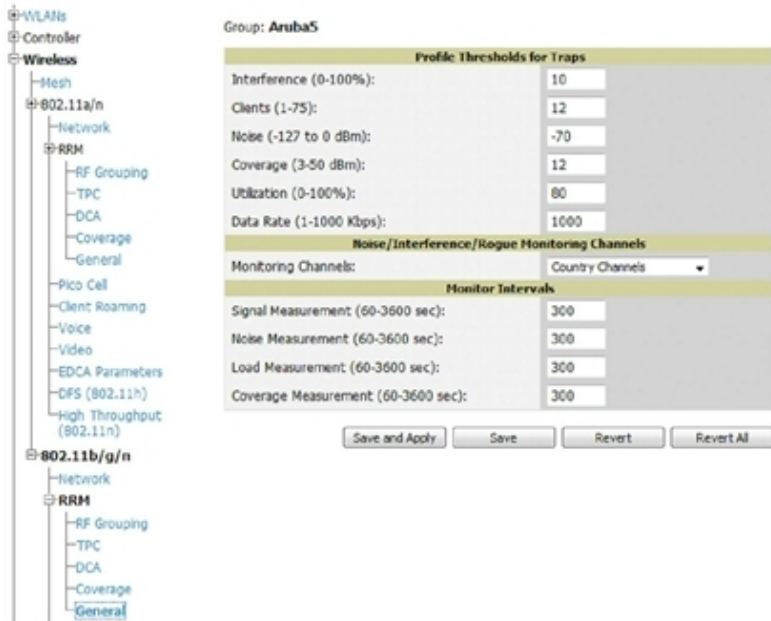 WLANs
Controller
Wireless
Mesh
802.11a/n
Network
RRM
RF Grouping
TPC
DCA
Coverage
General
Pico Cell
Client Roaming
Voice
Video
EDCA Parameters
DFS (802.11h)
High Throughput
(802.11n)
802.11b/g/n
Network
RRM
RF Grouping
TPC
DCA
Coverage
General
Group: Aruba5
Profile Thresholds for Traps
Interference (0-100%): 10
Clients (1-75): 12
Noise (-127 to 0 dBm): -70
Coverage (3-50 dBm): 12
Utilization (0-100%): 80
Data Rate (1-1000 Kbps): 1000
Noise/Interference/Rogue Monitoring Channels
Monitoring Channels: Country Channels
Monitor Intervals
Signal Measurement (60-3600 sec): 300
Noise Measurement (60-3600 sec): 300
Load Measurement (60-3600 sec): 300
Coverage Measurement (60-3600 sec): 300
Save and Apply Save Revert Revert All